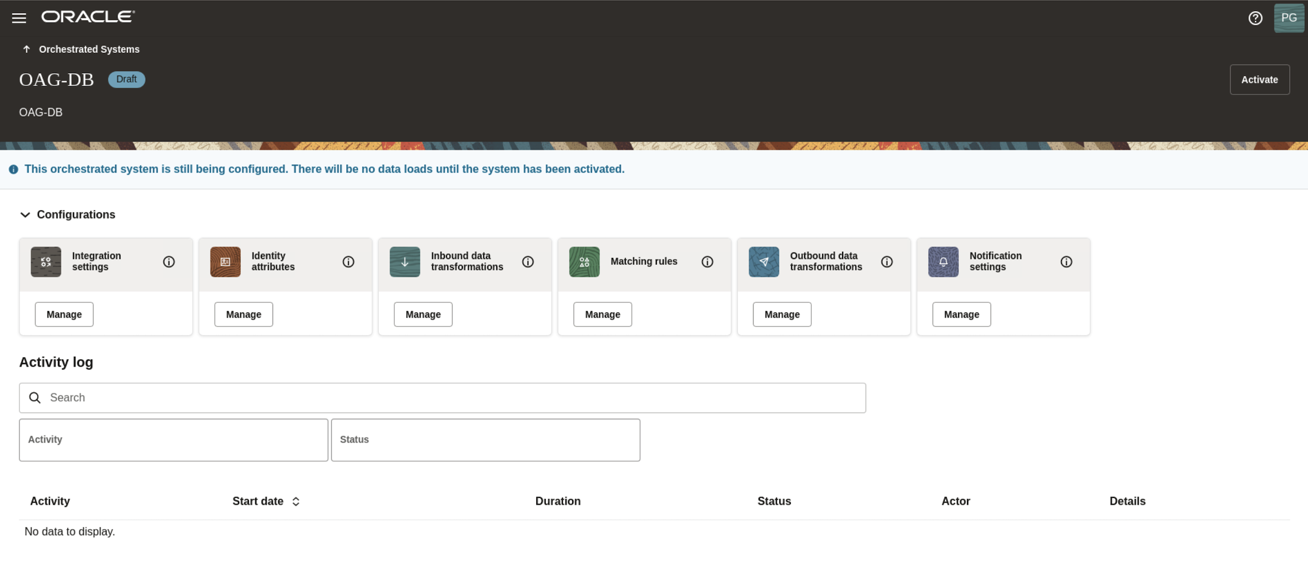 ORACLE
PG
Orchestrated Systems
OAG-DB Draft
Activate
OAG-DB
This orchestrated system is still being configured. There will be no data loads until the system has been activated.
Configurations
Integration settings
Identity attributes
Inbound data transformations
Matching rules
Outbound data transformations
Notification settings
Manage Manage Manage Manage Manage Manage
Activity log
Search
Activity Status
Activity Start date Duration Status Actor Details
No data to display.